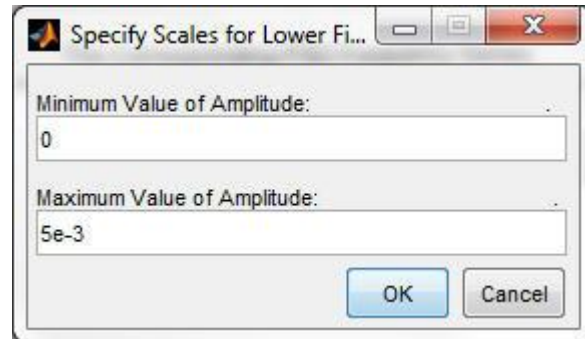 Specify Scales for Lower Fi...
Minimum Value of Amplitude: .
0
Maximum Value of Amplitude: .
5e-3
OK Cancel